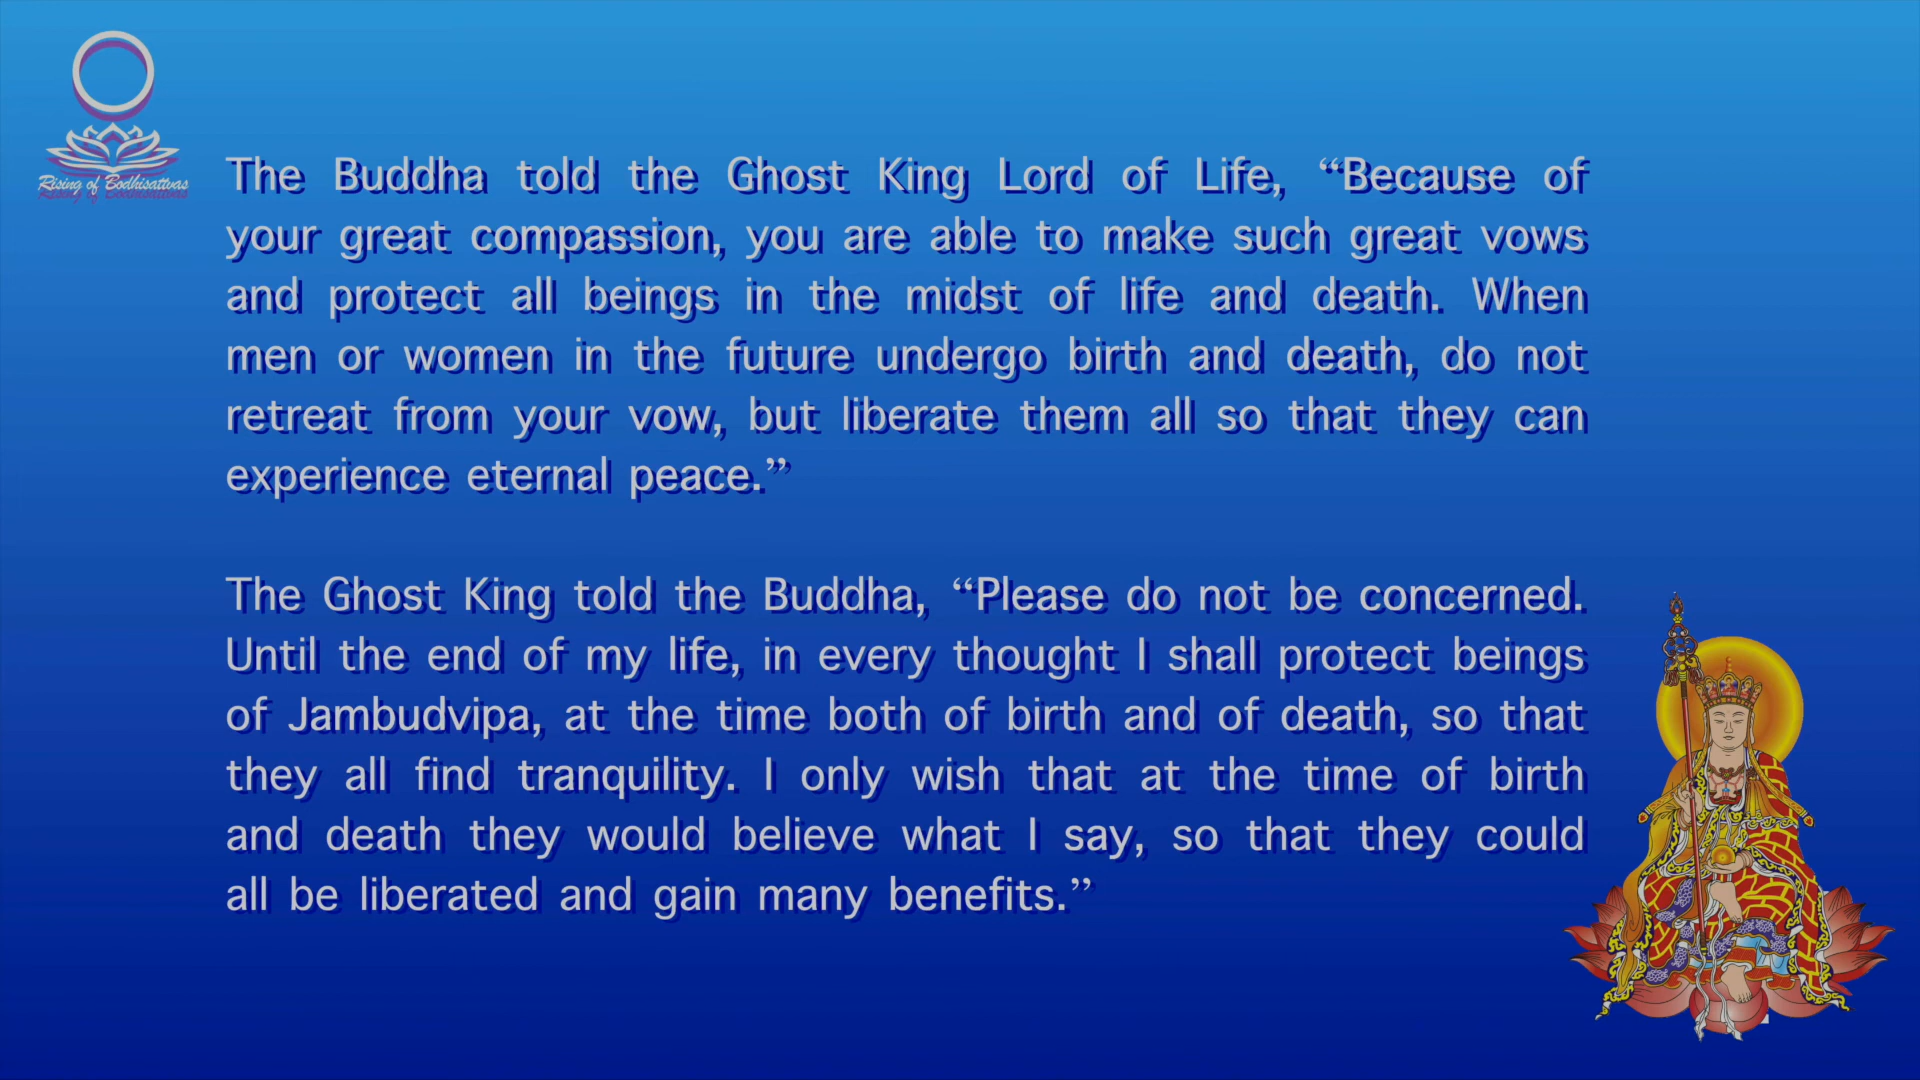 Rising of Bodhisattvas
The Buddha told the Ghost King Lord of Life, “Because of
your great compassion, you are able to make such great vows
and protect all beings in the midst of life and death. When
men or women in the future undergo birth and death, do not
retreat from your vow, but liberate them all so that they can
experience eternal peace.”
The Ghost King told the Buddha, “Please do not be concerned.
Until the end of my life, in every thought I shall protect beings
of Jambudvipa, at the time both of birth and of death, so that
they all find tranquility. I only wish that at the time of birth
and death they would believe what I say, so that they could
all be liberated and gain many benefits.”